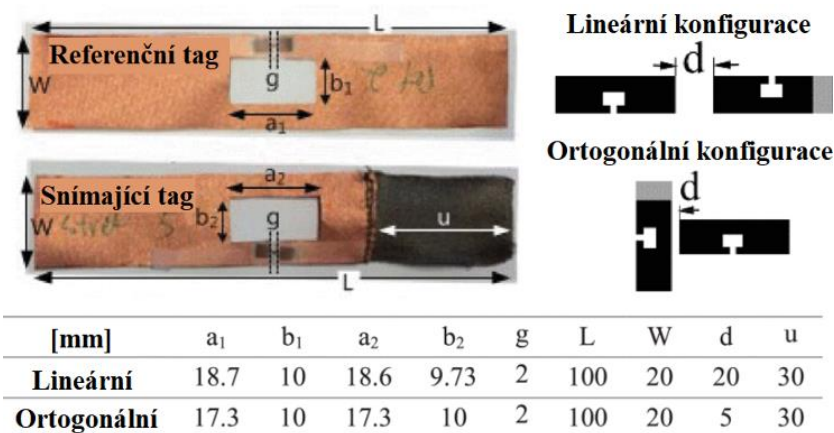 L
Referenční tag
W
g
b₁
a₁
Snímající tag
a₂
W
b₂
g
u
L
Lineární konfigurace
d
Ortogonální konfigurace
d
[mm] a₁ b₁ a₂ b₂ g L W d u
Lineární 18.7 10 18.6 9.73 2 100 20 20 30
Ortogonální 17.3 10 17.3 10 2 100 20 5 30